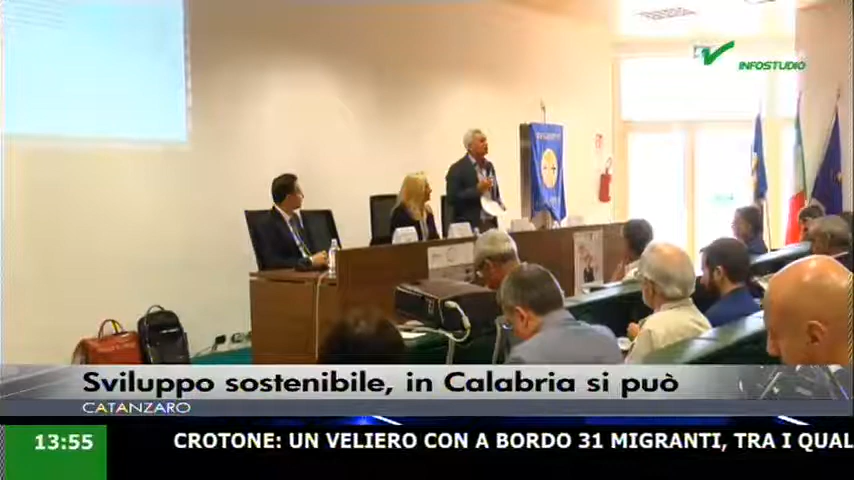 INFOSTUDIO
Sviluppo sostenibile, in Calabria si può
CATANZARO
13:55
CROTONE: UN VELIERO CON A BORDO 31 MIGRANTI, TRA I QUAL